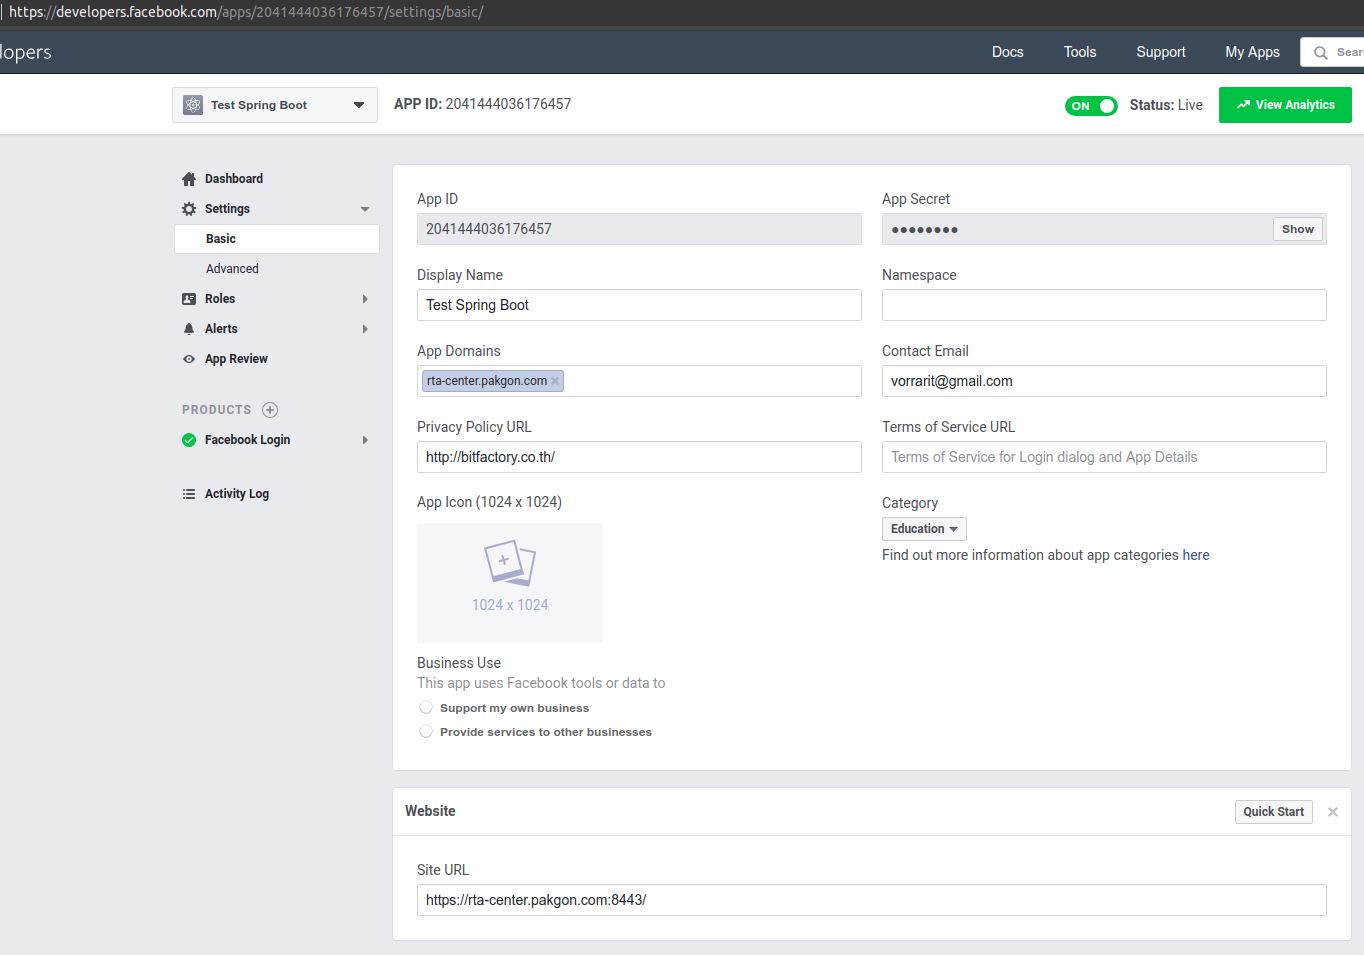 https://developers.facebook.com/apps/2041444036176457/settings/basic/
lopers
Docs
Tools
Support
My Apps
Test Spring Boot
APP ID: 2041444036176457
ON
Status: Live
View Analytics
Dashboard
Settings
Basic
Advanced
Roles
Alerts
App Review
PRODUCTS
Facebook Login
Activity Log
App ID
2041444036176457
App Secret
●●●●●●●●
Show
Display Name
Test Spring Boot
Namespace
App Domains
rta-center.pakgon.com ×
Contact Email
vorrarit@gmail.com
Privacy Policy URL
http://bitfactory.co.th/
Terms of Service URL
Terms of Service for Login dialog and App Details
App Icon (1024 x 1024)
1024 x 1024
Category
Education
Find out more information about app categories here
Business Use
This app uses Facebook tools or data to
Support my own business
Provide services to other businesses
Website
Quick Start
Site URL
https://rta-center.pakgon.com:8443/